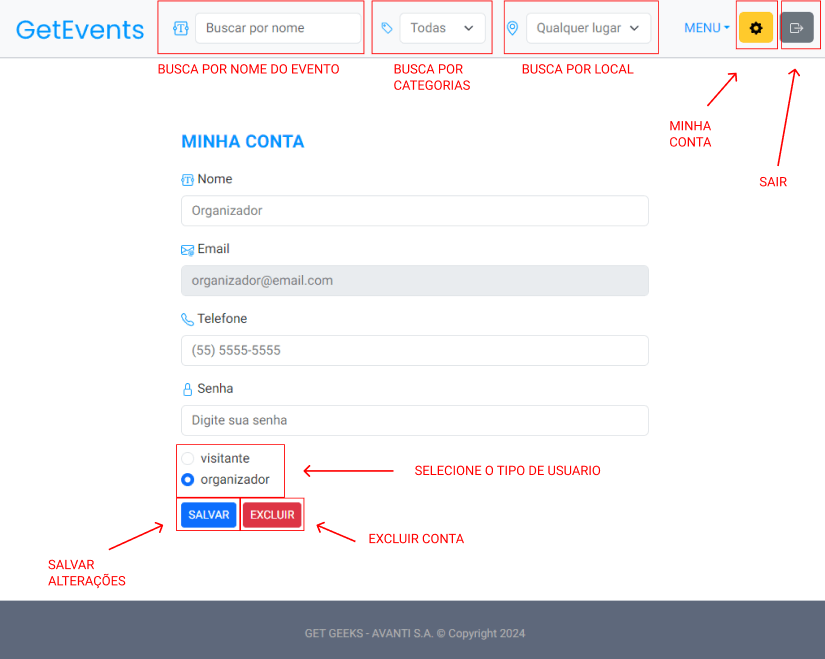 GetEvents
Buscar por nome
Todas
Qualquer lugar
MENU
BUSCA POR NOME DO EVENTO
BUSCA POR
CATEGORIAS
BUSCA POR LOCAL
MINHA
CONTA
SAIR
MINHA CONTA
Nome
Organizador
Email
organizador@email.com
Telefone
(55) 5555-5555
Senha
Digite sua senha
visitante
organizador
SELECIONE O TIPO DE USUARIO
SALVAR
EXCLUIR
EXCLUIR CONTA
SALVAR
ALTERAÇÕES
GET GEEKS - AVANTI S.A. © Copyright 2024